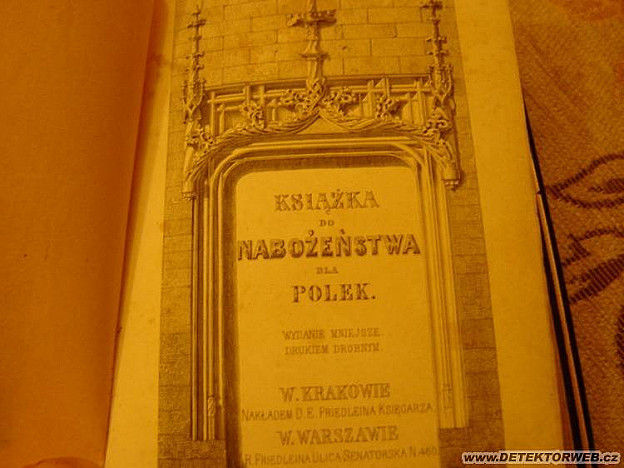 KSIĄŻKA
DO
NABOŻEŃSTWA
DLA
POLEK.
WYDANIE MNIEJSZE
DRUKIEM DROBNYM.
W. KRAKOWIE
NAKŁADEM D. E. FRIEDLEINA KSIĘGARZA.
W. WARSZAWIE
R. FRIEDLEINA ULICA SENATORSKA N. 460.
WWW.DETEKTORWEB.cz